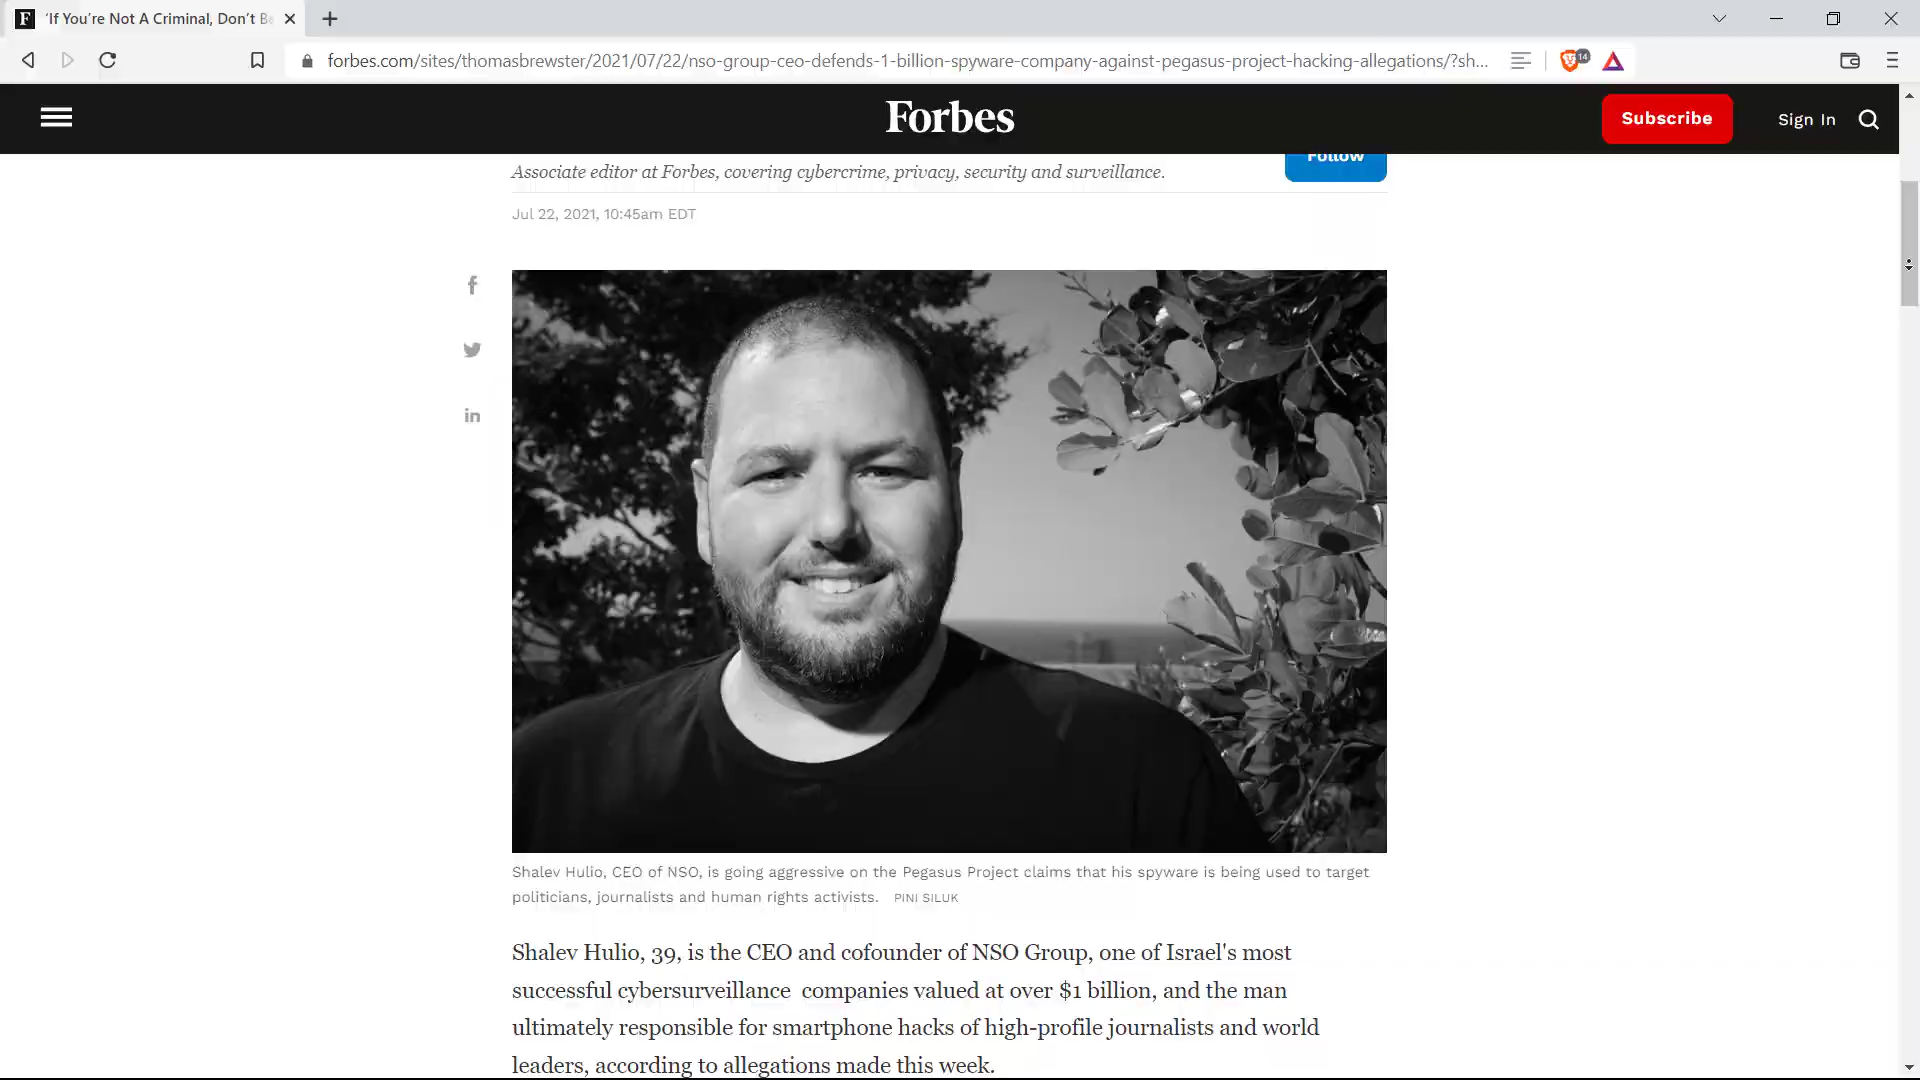 'If You're Not A Criminal, Don't Be
forbes.com/sites/thomasbrewster/2021/07/22/nso-group-ceo-defends-1-billion-spyware-company-against-pegasus-project-hacking-allegations/?sh...
14
Forbes
Subscribe
Sign In
Follow
Associate editor at Forbes, covering cybercrime, privacy, security and surveillance.
Jul 22, 2021, 10:45am EDT
Shalev Hulio, CEO of NSO, is going aggressive on the Pegasus Project claims that his spyware is being used to target
politicians, journalists and human rights activists. PINI SILUK
Shalev Hulio, 39, is the CEO and cofounder of NSO Group, one of Israel's most
successful cybersurveillance companies valued at over $1 billion, and the man
ultimately responsible for smartphone hacks of high-profile journalists and world
leaders, according to allegations made this week.